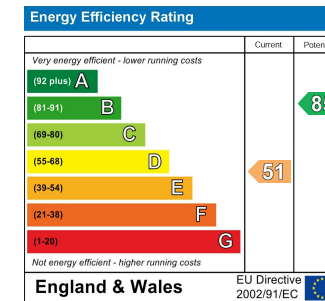 Energy Efficiency Rating
Current
Very energy efficient - lower running costs
(92 plus) A
(81-91) B
(69-80) C
(55-68) D
(39-54) E
51
(21-38) F
(1-20) G
Not energy efficient - higher running costs
England & Wales
EU Directive
2002/91/EC